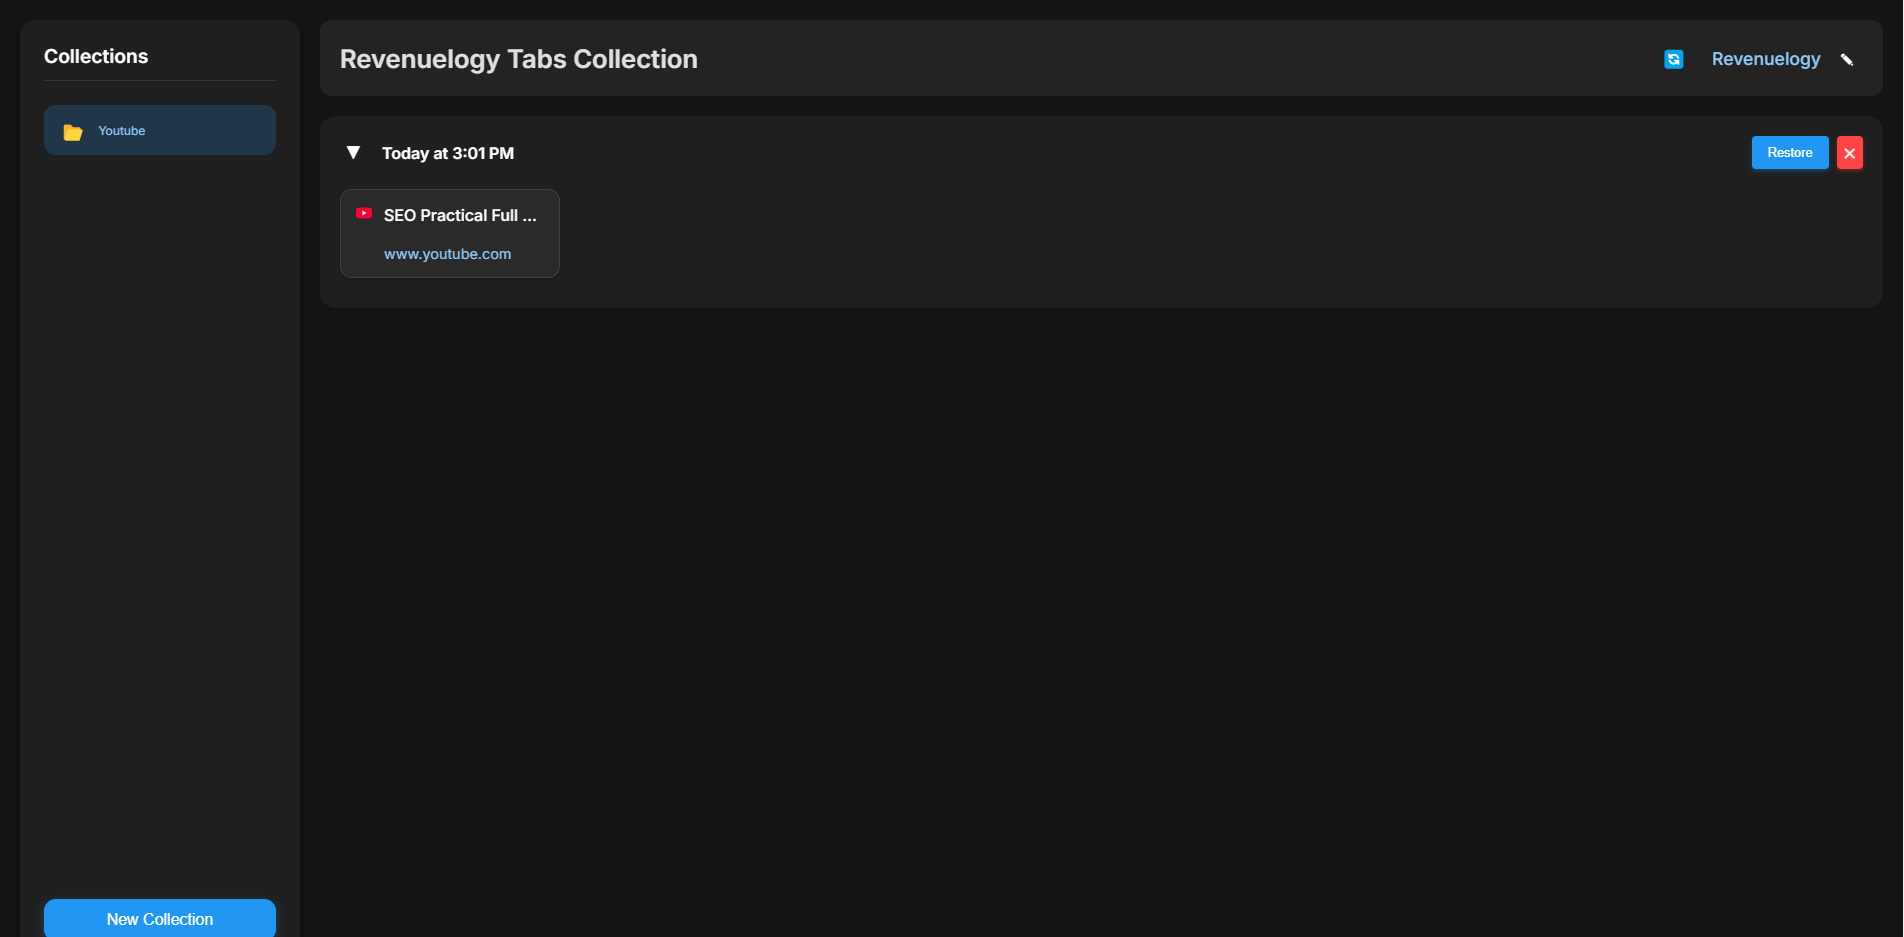 Collections
Youtube
New Collection
Revenuelogy Tabs Collection
Revenuelogy
Today at 3:01 PM
Restore
SEO Practical Full ...
www.youtube.com